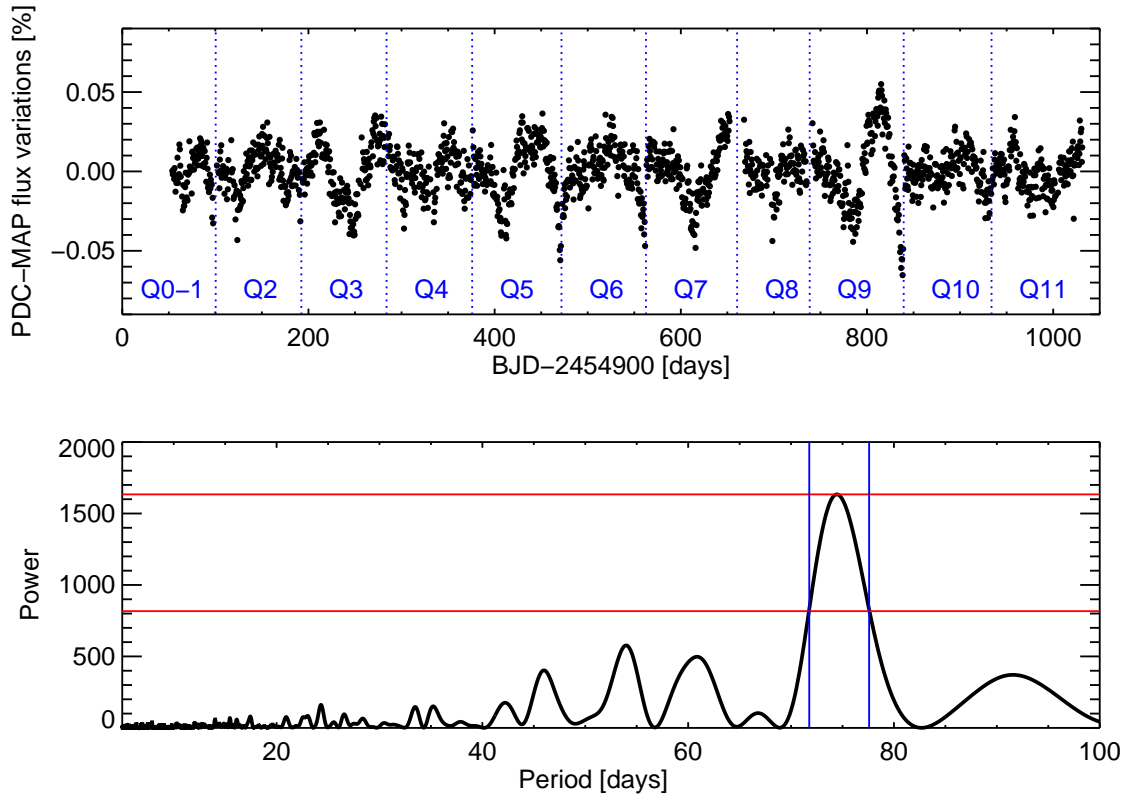 PDC−MAP flux variations [%]
0.05
0.00
−0.05
Q0−1 Q2 Q3 Q4 Q5 Q6 Q7 Q8 Q9 Q10 Q11
0 200 400 600 800 1000
BJD−2454900 [days]
Power
2000
1500
1000
500
0
20 40 60 80 100
Period [days]